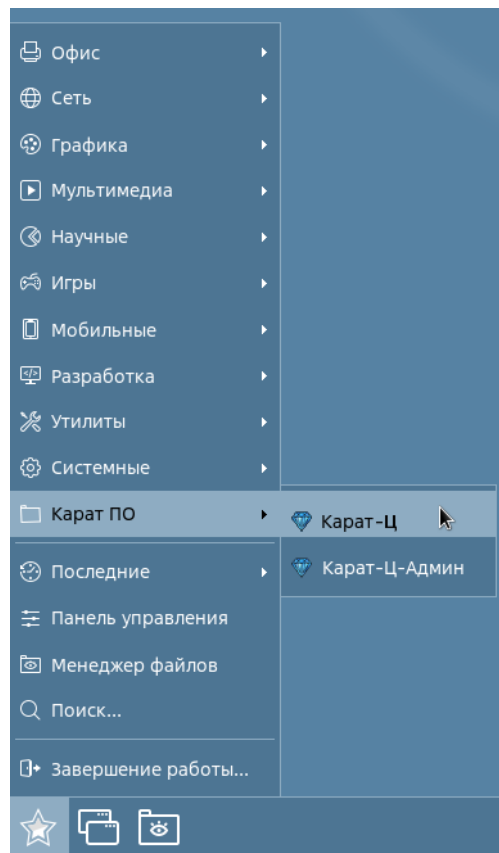 Офис
Сеть
Графика
Мультимедиа
Научные
Игры
Мобильные
Разработка
Утилиты
Системные
Карат ПО
Карат-Ц
Карат-Ц-Админ
Последние
Панель управления
Менеджер файлов
Поиск...
Завершение работы...